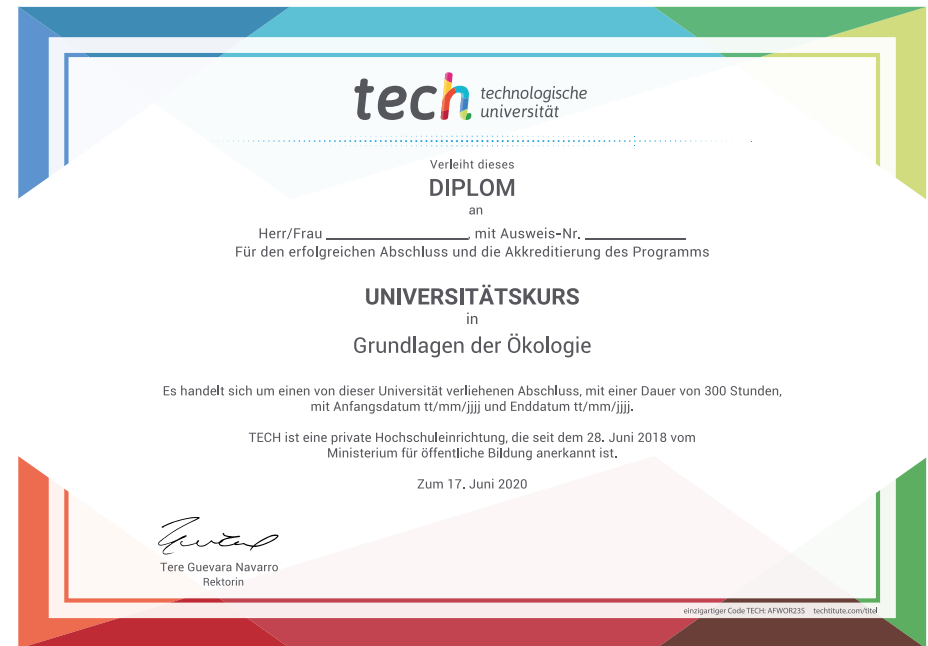 tech technologische
universität
Verleiht dieses
DIPLOM
an
Herr/Frau ____________________, mit Ausweis-Nr. ______________
Für den erfolgreichen Abschluss und die Akkreditierung des Programms
UNIVERSITÄTSKURS
in
Grundlagen der Ökologie
Es handelt sich um einen von dieser Universität verliehenen Abschluss, mit einer Dauer von 300 Stunden,
mit Anfangsdatum tt/mm/jjjj und Enddatum tt/mm/jjjj.
TECH ist eine private Hochschuleinrichtung, die seit dem 28. Juni 2018 vom
Ministerium für öffentliche Bildung anerkannt ist.
Zum 17. Juni 2020
Tere Guevara Navarro
Rektorin
einzigartiger Code TECH: AFWOR23S techtitute.com/titel